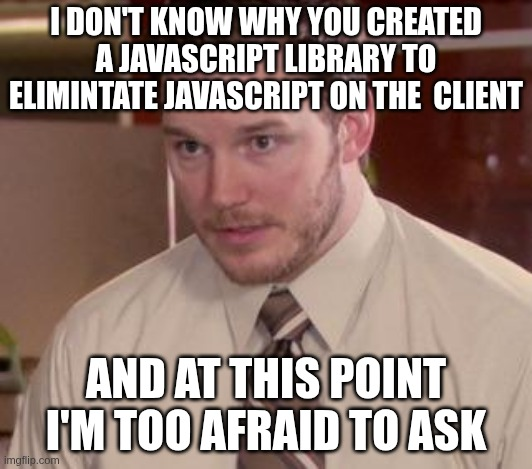 I DON'T KNOW WHY YOU CREATED
A JAVASCRIPT LIBRARY TO
ELIMINTATE JAVASCRIPT ON THE CLIENT
AND AT THIS POINT
I'M TOO AFRAID TO ASK
imgflip.com